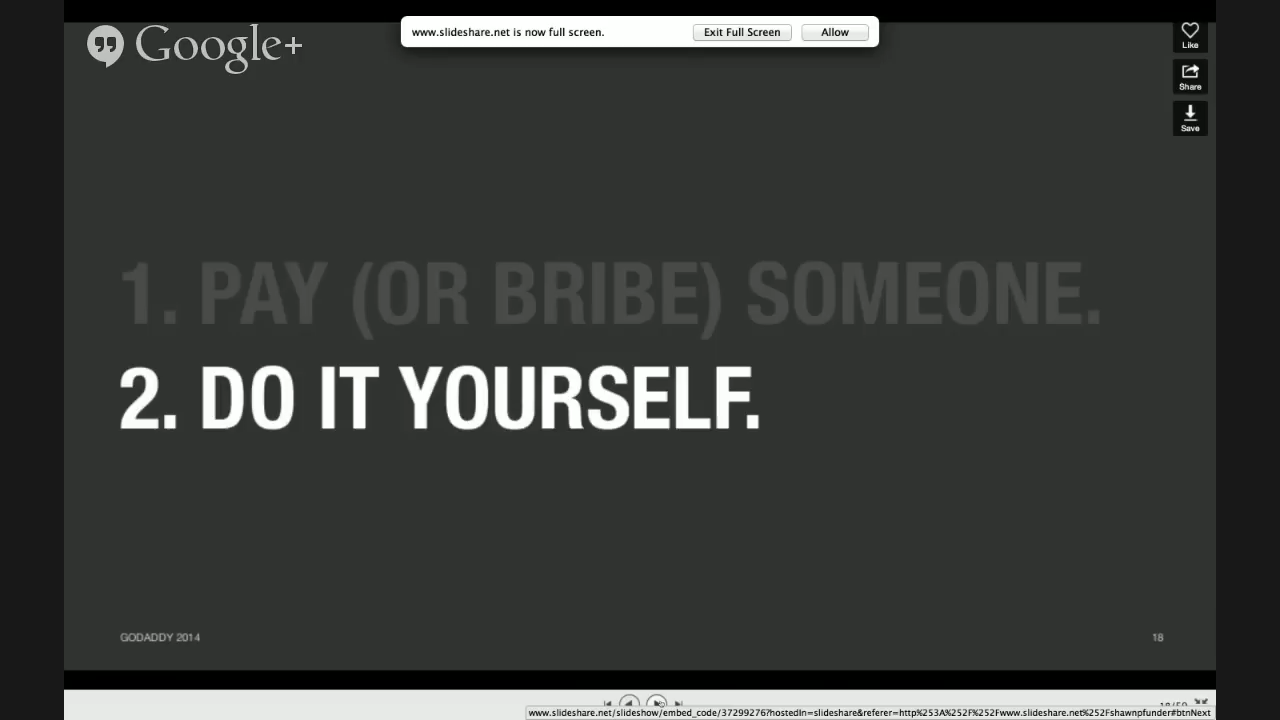 Google+
www.slideshare.net is now full screen.
Exit Full Screen
Allow
Like
Share
Save
1. PAY (OR BRIBE) SOMEONE.
2. DO IT YOURSELF.
GODADDY 2014
18
www.slideshare.net/slideshow/embed_code/37299276?hostedIn=slideshare&referer=http%253A%252F%252Fwww.slideshare.net%252Fshawnpfunder#btnNext